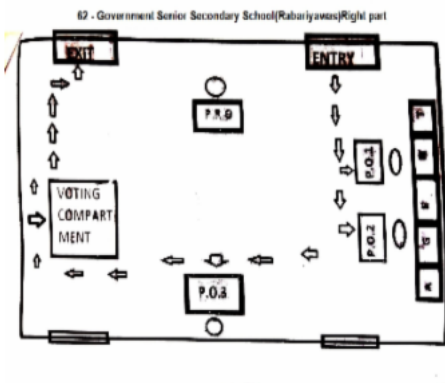 62 - Government Senior Secondary School(Rabariyawas)Right part
EXIT
ENTRY
P.R.O
P.O.1
VOTING
COMPART
MENT
P.O.2
P.O.3